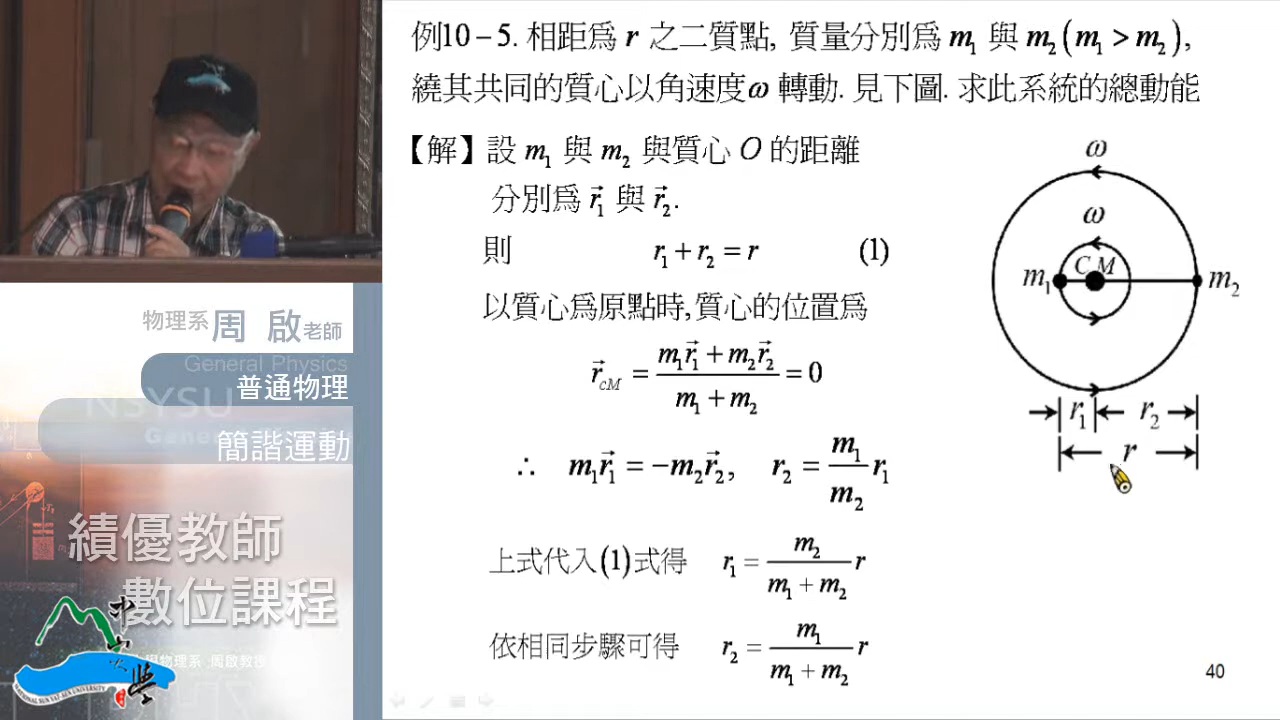 例10－5. 相距為 r 之二質點, 質量分別為 m₁ 與 m₂ (m₁ > m₂),
繞其共同的質心以角速度ω 轉動. 見下圖. 求此系統的總動能
【解】設 m₁ 與 m₂ 與質心 O 的距離
分別為 r⃗₁ 與 r⃗₂.
則 r₁ + r₂ = r (1)
以質心為原點時,質心的位置為
r⃗cM = (m₁r⃗₁ + m₂r⃗₂) / (m₁ + m₂) = 0
∴ m₁r⃗₁ = −m₂r⃗₂, r₂ = m₁/m₂ r₁
上式代入(1)式得 r₁ = m₂/(m₁ + m₂) r
依相同步驟可得 r₂ = m₁/(m₁ + m₂) r
ω
ω
m₁ CM m₂
r₁ r₂
r
40
物理系周 啟老師
General Physics
普通物理
NSYSU
簡諧運動
績優教師
數位課程